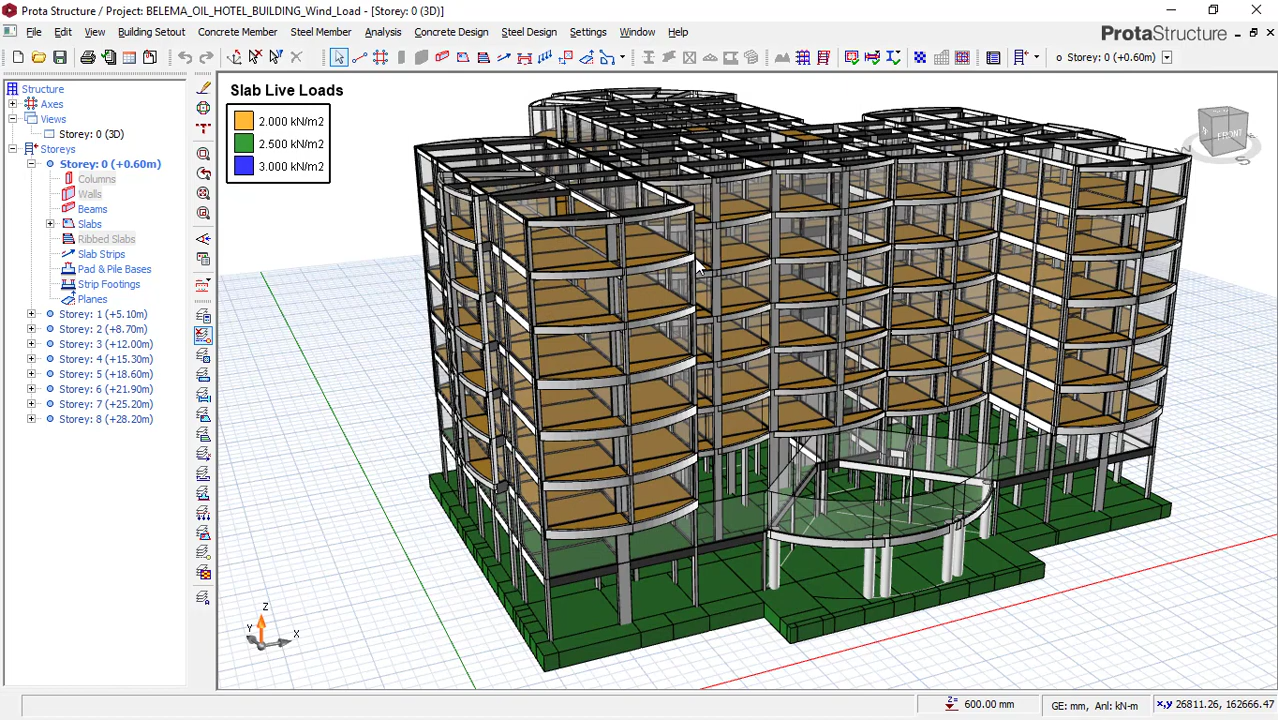 Prota Structure / Project: BELEMA_OIL_HOTEL_BUILDING_Wind_Load - [Storey: 0 (3D)]
File Edit View Building Setout Concrete Member Steel Member Analysis Concrete Design Steel Design Settings Window Help
ProtaStructure
o Storey: 0 (+0.60m)
Structure
Axes
Views
Storey: 0 (3D)
Storeys
Storey: 0 (+0.60m)
Columns
Walls
Beams
Slabs
Ribbed Slabs
Slab Strips
Pad & Pile Bases
Strip Footings
Planes
Storey: 1 (+5.10m)
Storey: 2 (+8.70m)
Storey: 3 (+12.00m)
Storey: 4 (+15.30m)
Storey: 5 (+18.60m)
Storey: 6 (+21.90m)
Storey: 7 (+25.20m)
Storey: 8 (+28.20m)
Slab Live Loads
2.000 kN/m2
2.500 kN/m2
3.000 kN/m2
FRONT
W
S
Z
Y
X
Z= 600.00 mm
GE: mm, Anl: kN-m
x,y 26811.26, 162666.47